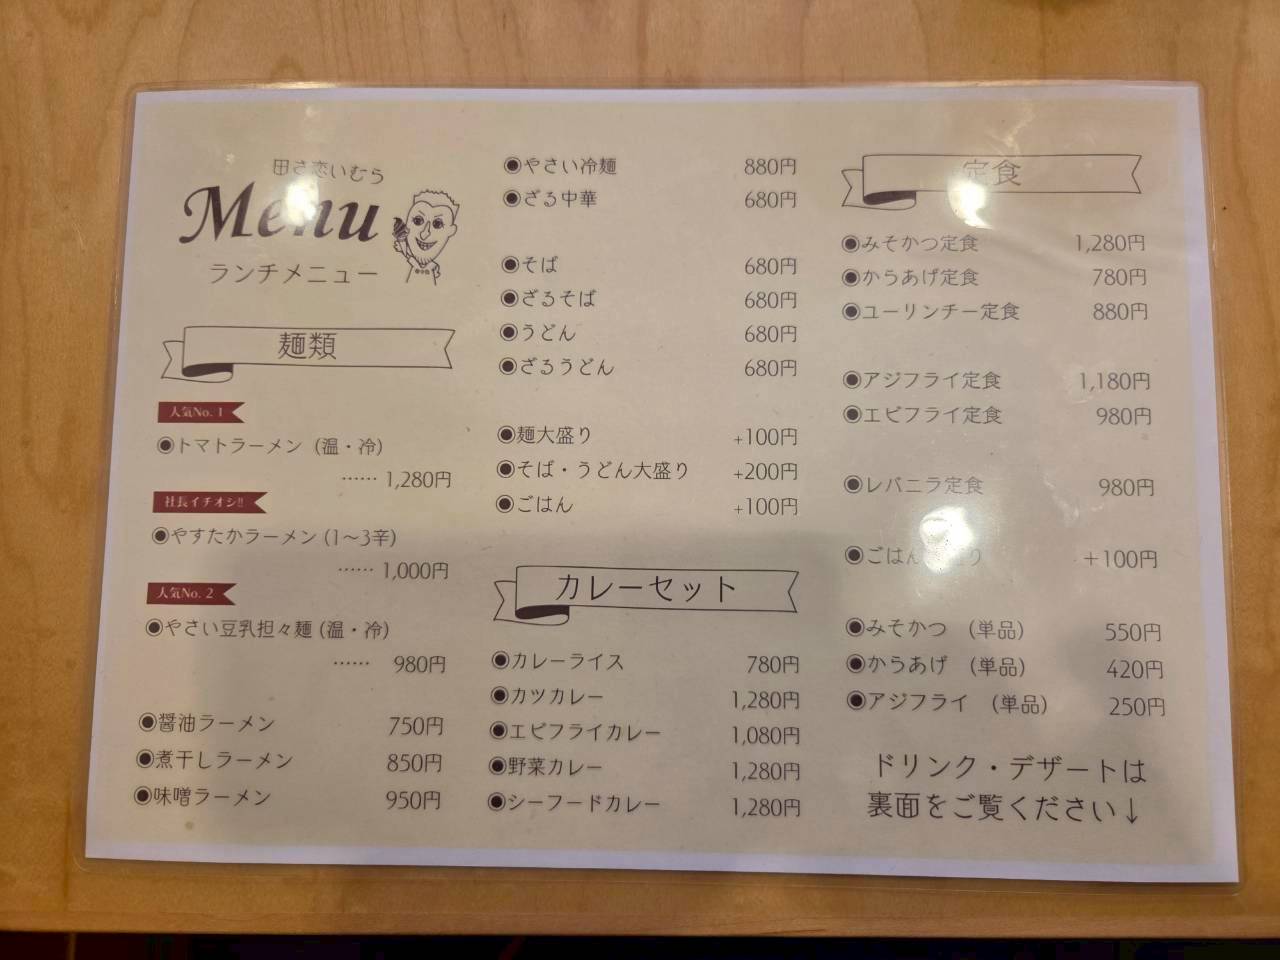 田さ恋いむら
Menu
ランチメニュー
麺類
人気No. 1
◉トマトラーメン (温・冷)
…… 1,280円
社長イチオシ!!
◉やすたかラーメン (1〜3辛)
…… 1,000円
人気No. 2
◉やさい豆乳担々麺 (温・冷)
…… 980円
◉醤油ラーメン 750円
◉煮干しラーメン 850円
◉味噌ラーメン 950円
◉やさい冷麺 880円
◉ざる中華 680円
◉そば 680円
◉ざるそば 680円
◉うどん 680円
◉ざるうどん 680円
◉麺大盛り +100円
◉そば・うどん大盛り +200円
◉ごはん +100円
カレーセット
◉カレーライス 780円
◉カツカレー 1,280円
◉エビフライカレー 1,080円
◉野菜カレー 1,280円
◉シーフードカレー 1,280円
定食
◉みそかつ定食 1,280円
◉からあげ定食 780円
◉ユーリンチー定食 880円
◉アジフライ定食 1,180円
◉エビフライ定食 980円
◉レバニラ定食 980円
◉ごはん り +100円
◉みそかつ (単品) 550円
◉からあげ (単品) 420円
◉アジフライ (単品) 250円
ドリンク・デザートは
裏面をご覧ください↓